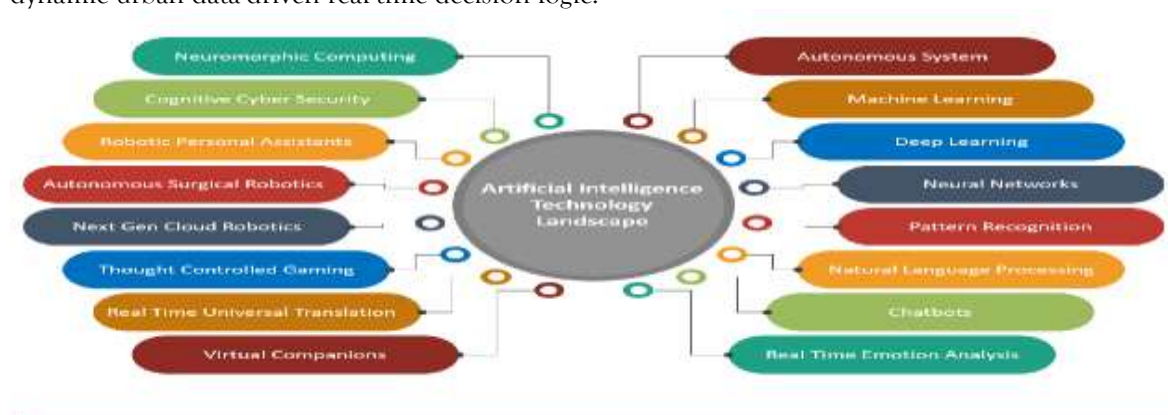 dynamic urban data driven real time decision logic.
Neuromorphic Computing
Cognitive Cyber Security
Robotic Personal Assistants
Autonomous Surgical Robotics
Next Gen Cloud Robotics
Thought Controlled Gaming
Real Time Universal Translation
Virtual Companions
Artificial Intelligence
Technology
Landscape
Autonomous System
Machine Learning
Deep Learning
Neural Networks
Pattern Recognition
Natural Language Processing
Chatbots
Real Time Emotion Analysis